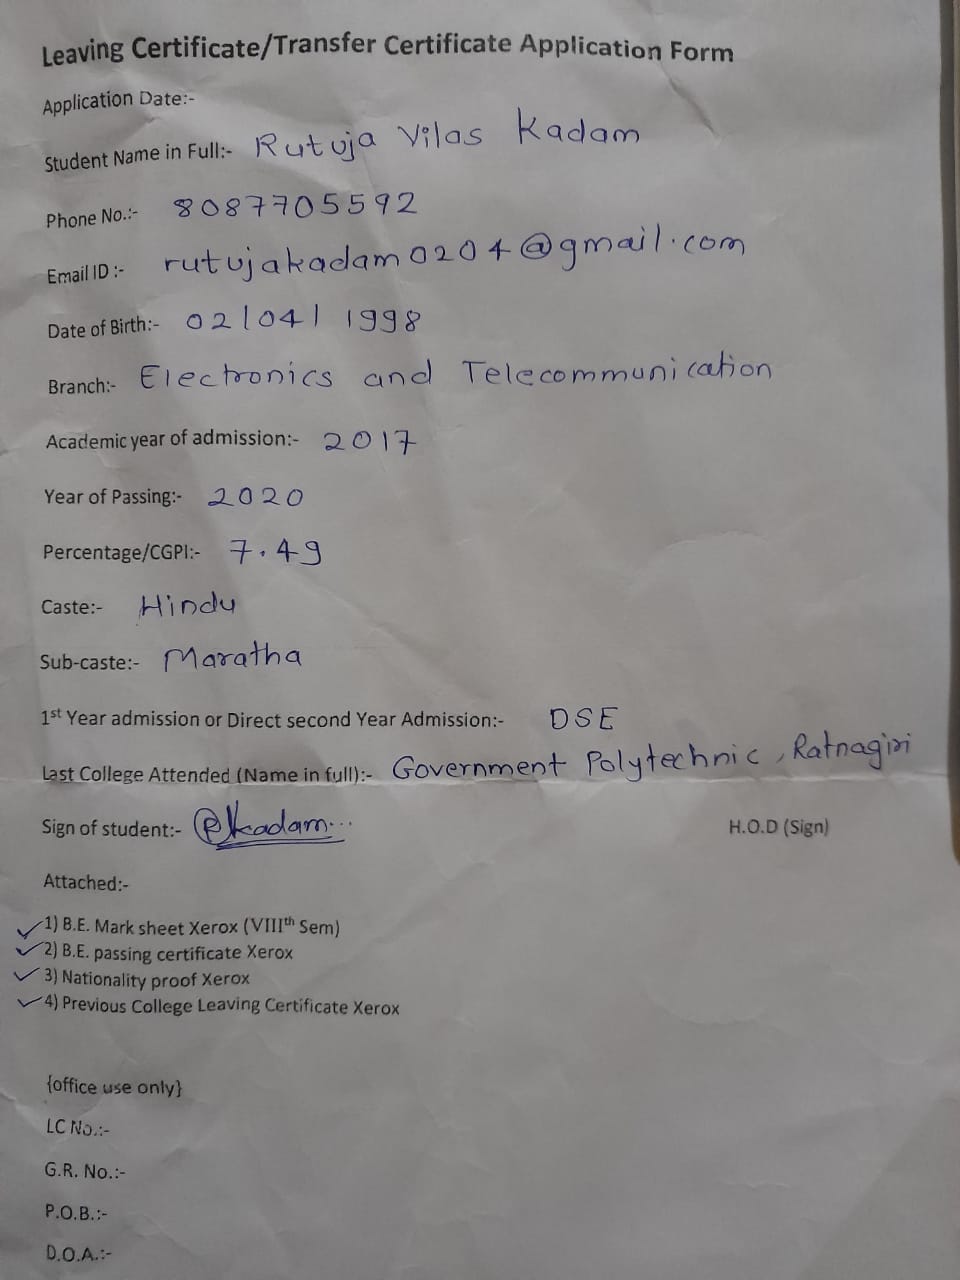 Leaving Certificate/Transfer Certificate Application Form
Application Date:-
Student Name in Full:- Rutuja Vilas Kadam
Phone No.:- 8087705592
Email ID :- rutujakadam0204@gmail.com
Date of Birth:- 02/04/1998
Branch:- Electronics and Telecommunication
Academic year of admission:- 2017
Year of Passing:- 2020
Percentage/CGPI:- 7.49
Caste:- Hindu
Sub-caste:- Maratha
1st Year admission or Direct second Year Admission:- DSE
Last College Attended (Name in full):- Government Polytechnic, Ratnagiri
Sign of student:- Rkadam... H.O.D (Sign)
Attached:-
✓1) B.E. Mark sheet Xerox (VIIIth Sem)
✓2) B.E. passing certificate Xerox
✓3) Nationality proof Xerox
✓4) Previous College Leaving Certificate Xerox
{office use only}
LC No.:-
G.R. No.:-
P.O.B.:-
D.O.A.:-